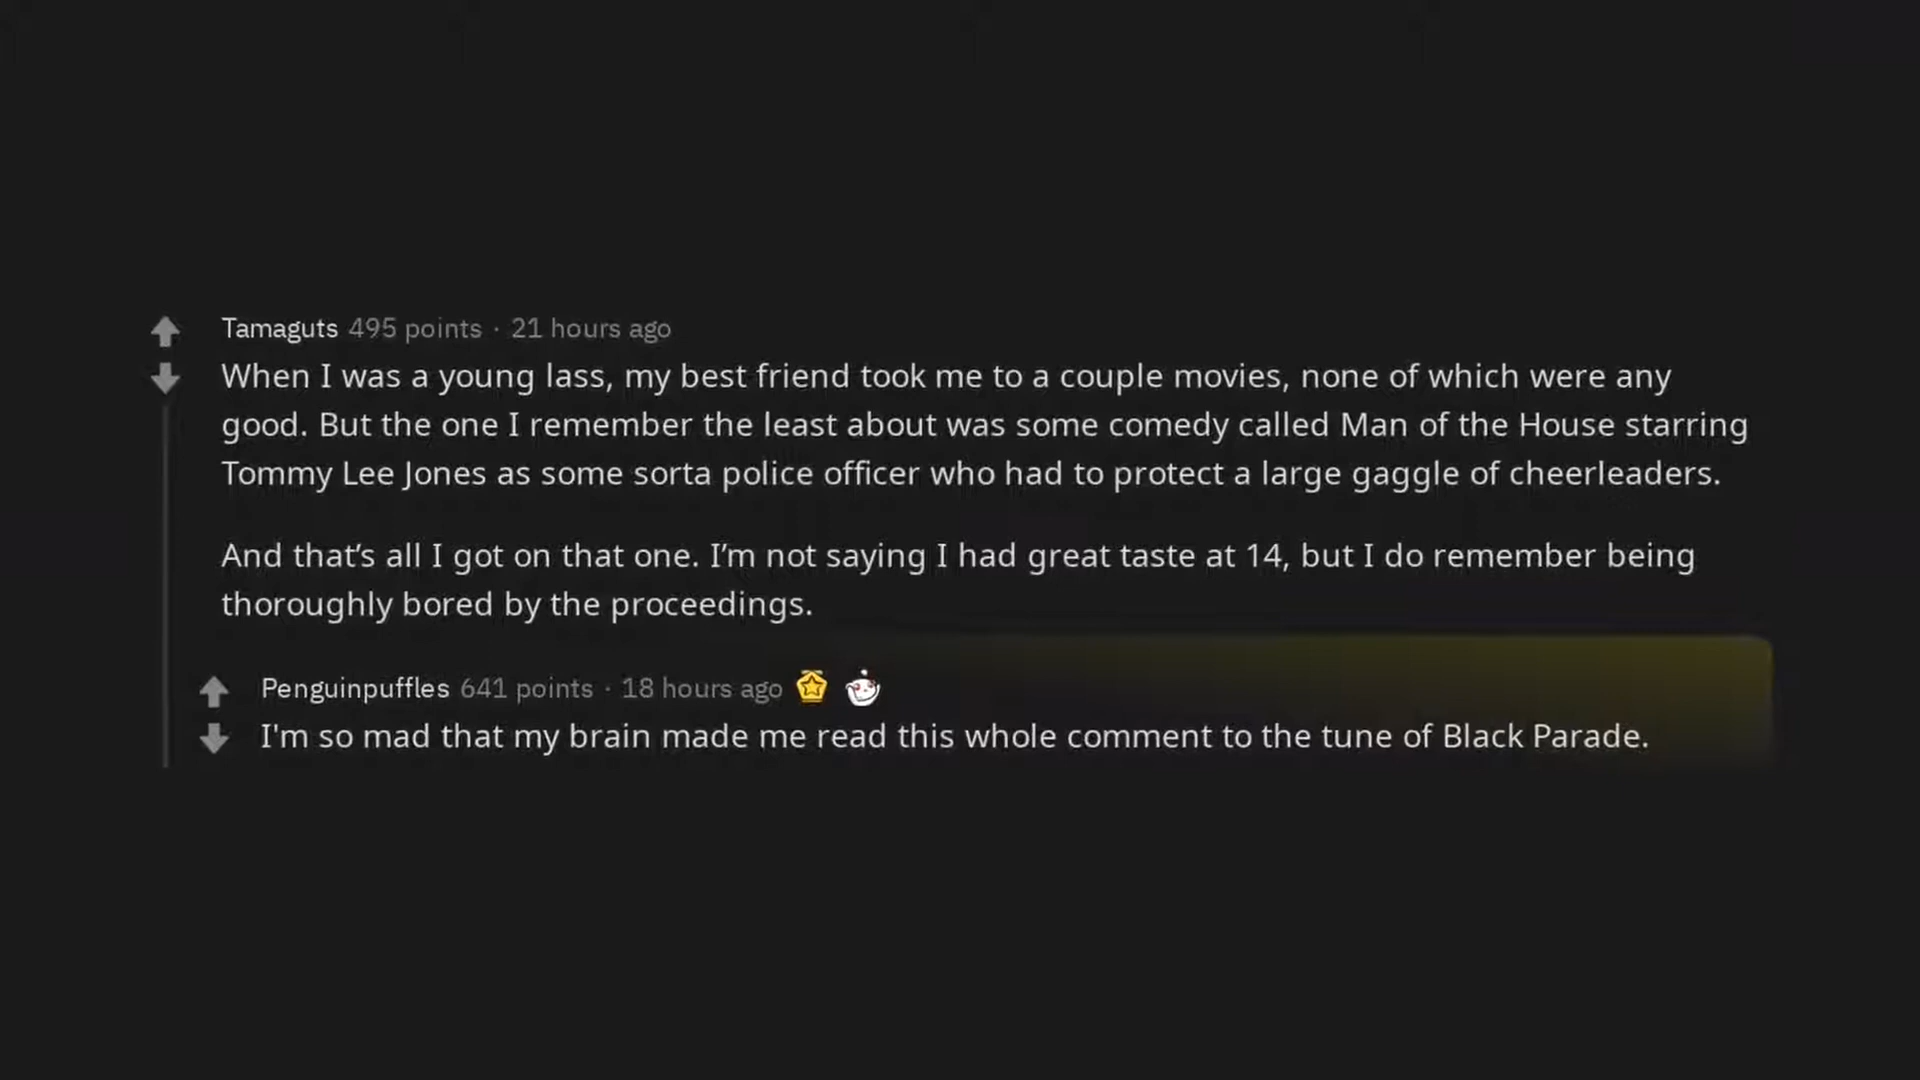 Tamaguts 495 points · 21 hours ago
When I was a young lass, my best friend took me to a couple movies, none of which were any
good. But the one I remember the least about was some comedy called Man of the House starring
Tommy Lee Jones as some sorta police officer who had to protect a large gaggle of cheerleaders.
And that’s all I got on that one. I’m not saying I had great taste at 14, but I do remember being
thoroughly bored by the proceedings.
Penguinpuffles 641 points · 18 hours ago
I'm so mad that my brain made me read this whole comment to the tune of Black Parade.